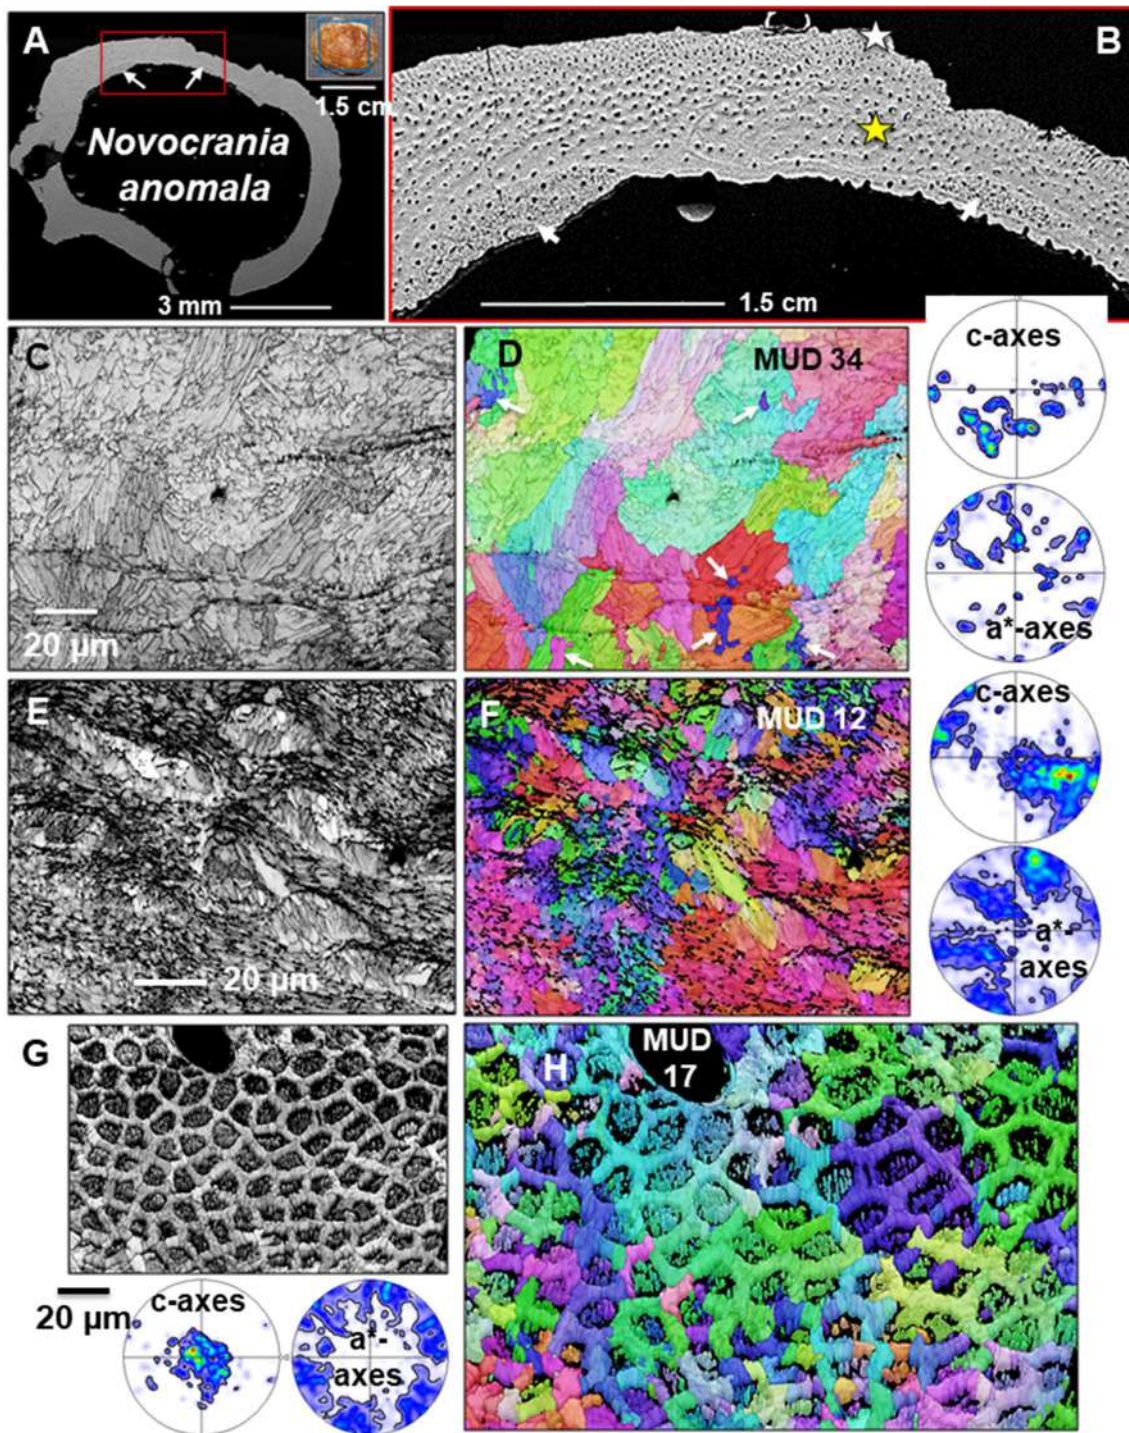 A
1.5 cm
Novocrania
anomala
3 mm
B
1.5 cm
C
20 µm
D
MUD 34
c-axes
a*-axes
E
20 µm
F
MUD 12
c-axes
a*-
axes
G
20 µm
c-axes
a*-
axes
H
MUD
17